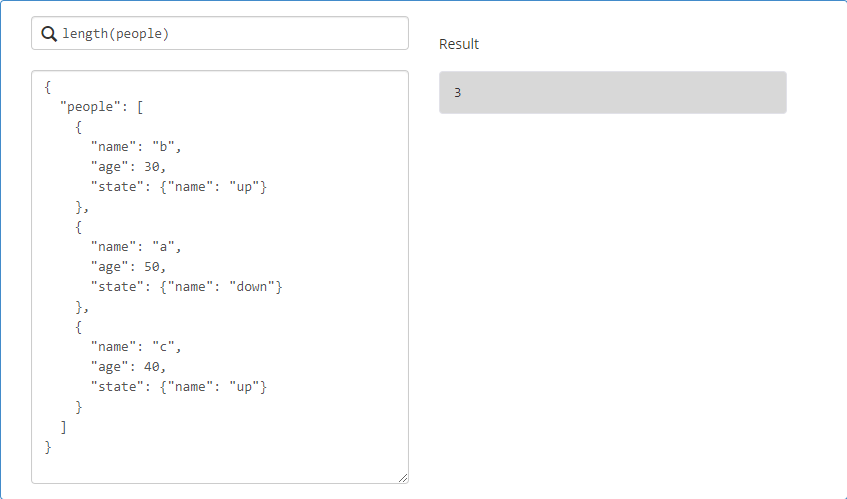 length(people)
{
  "people": [
    {
      "name": "b",
      "age": 30,
      "state": {"name": "up"}
    },
    {
      "name": "a",
      "age": 50,
      "state": {"name": "down"}
    },
    {
      "name": "c",
      "age": 40,
      "state": {"name": "up"}
    }
  ]
}
Result
3